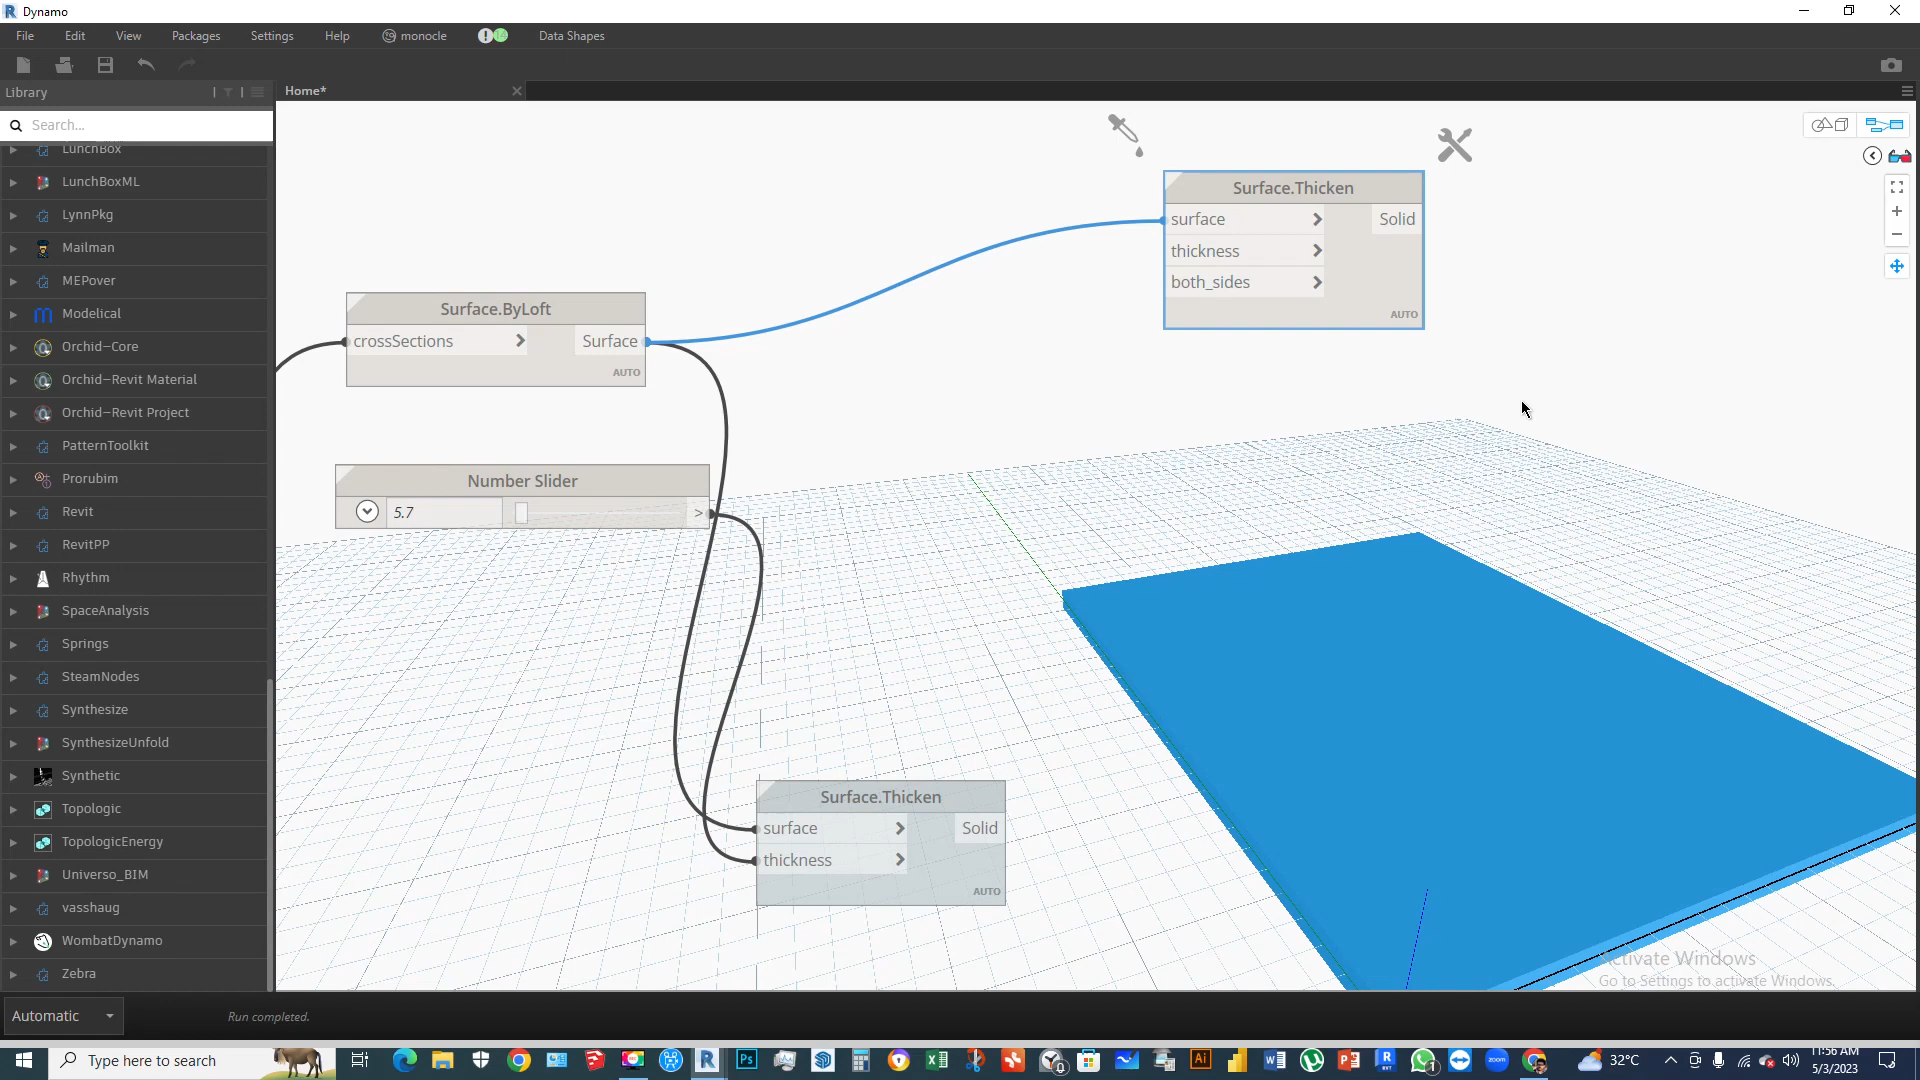 Dynamo
File Edit View Packages Settings Help monocle Data Shapes
Library
Home*
Search...
LunchBox
LunchBoxML
LynnPkg
Mailman
MEPover
Modelical
Orchid-Core
Orchid-Revit Material
Orchid-Revit Project
PatternToolkit
Prorubim
Revit
RevitPP
Rhythm
SpaceAnalysis
Springs
SteamNodes
Synthesize
SynthesizeUnfold
Synthetic
Topologic
TopologicEnergy
Universo_BIM
vasshaug
WombatDynamo
Zebra
Surface.Thicken
surface > Solid
thickness >
both_sides >
AUTO
Surface.ByLoft
crossSections > Surface
AUTO
Number Slider
5.7 >
Surface.Thicken
surface > Solid
thickness >
AUTO
Activate Windows
Go to Settings to activate Windows.
Automatic
Run completed.
Type here to search
32°C
11:56 AM
5/3/2023